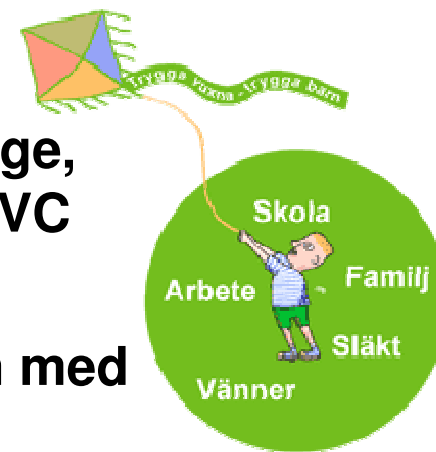 trygga vuxna - trygga barn
ge,
VC
Skola
Familj
Arbete
Släkt
med
Vänner